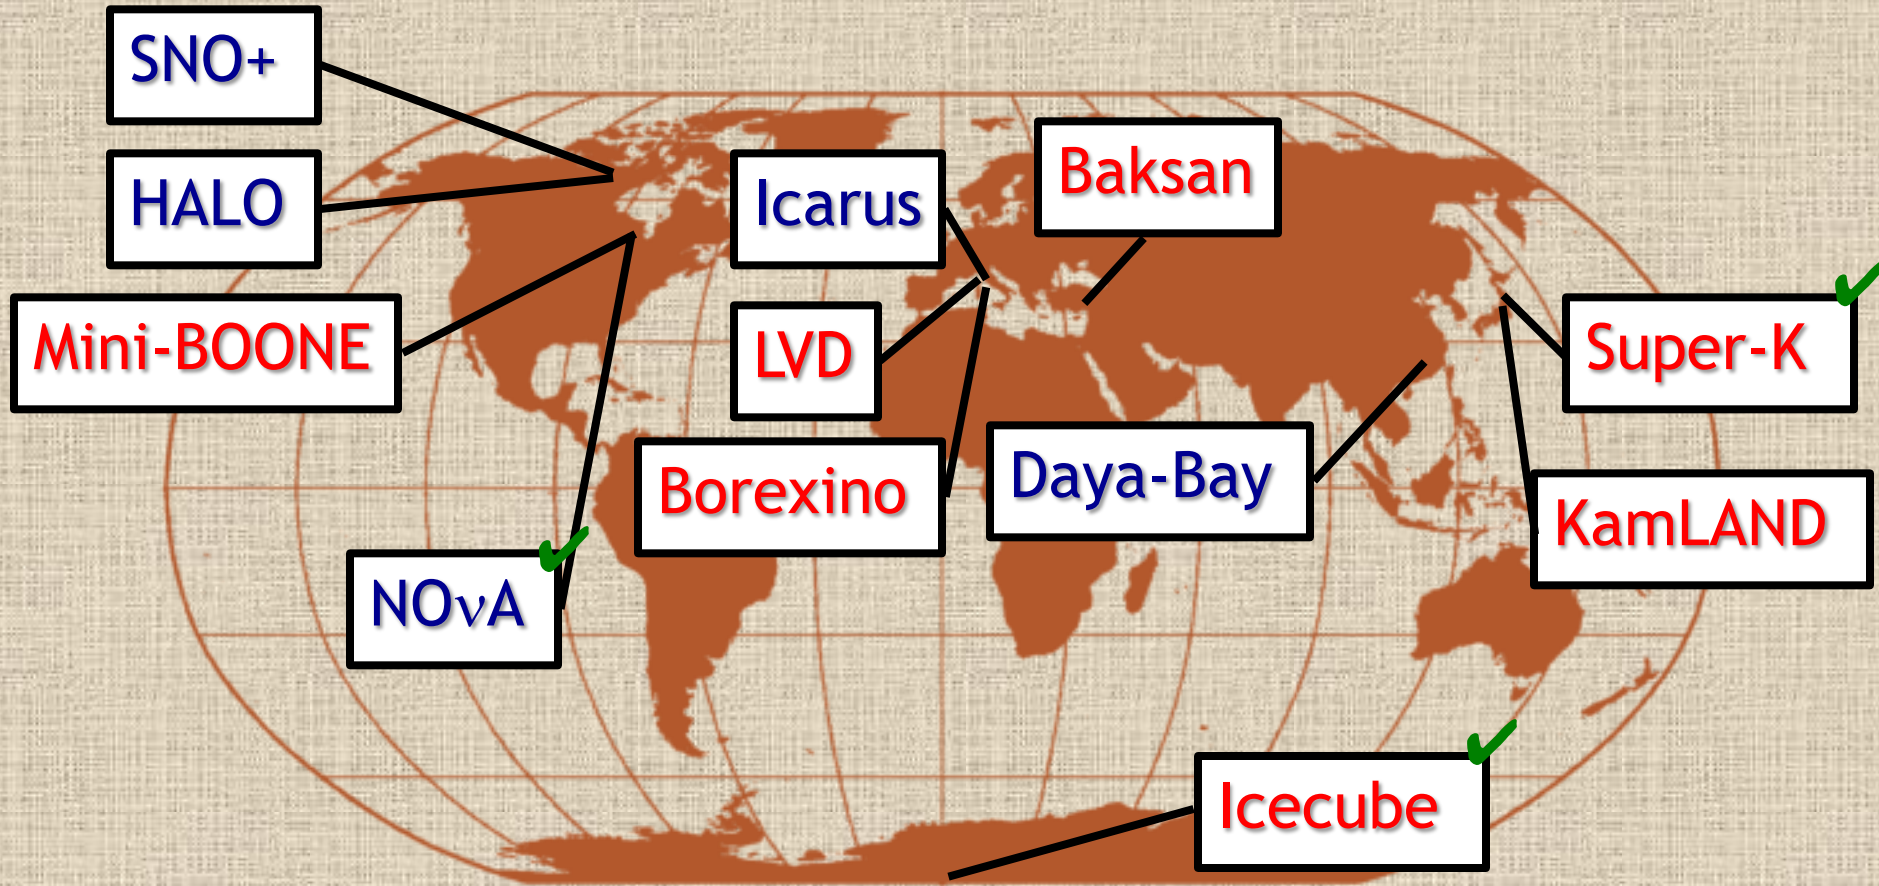 SNO+
HALO
Icarus
Baksan
Mini-BOONE
LVD
Super-K
Borexino
Daya-Bay
KamLAND
NOνA
Icecube